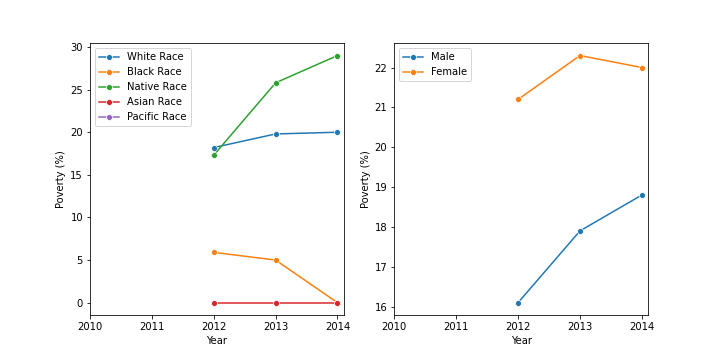 30
25
20
15
10
5
0
Poverty (%)
White Race
Black Race
Native Race
Asian Race
Pacific Race
2010 2011 2012 2013 2014
Year
22
21
20
19
18
17
16
Poverty (%)
Male
Female
2010 2011 2012 2013 2014
Year